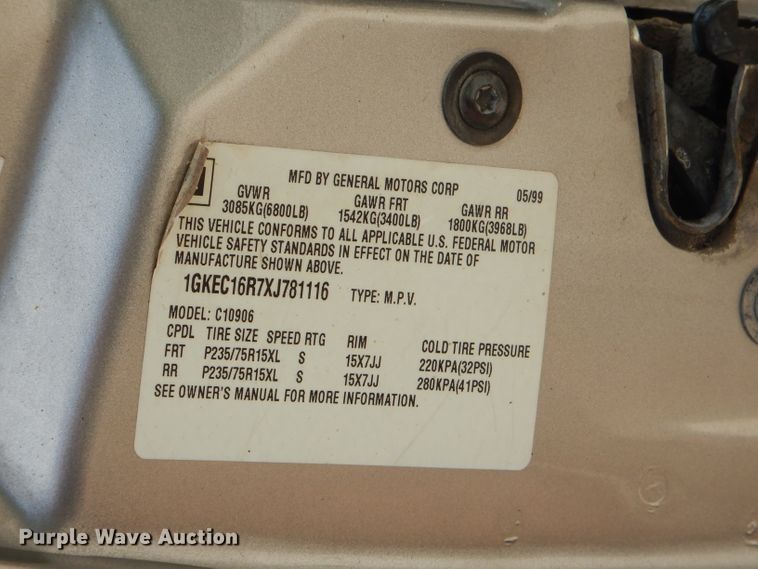 MFD BY GENERAL MOTORS CORP 05/99
GVWR GAWR FRT GAWR RR
3085KG(6800LB) 1542KG(3400LB) 1800KG(3968LB)
THIS VEHICLE CONFORMS TO ALL APPLICABLE U.S. FEDERAL MOTOR
VEHICLE SAFETY STANDARDS IN EFFECT ON THE DATE OF
MANUFACTURE SHOWN ABOVE.
1GKEC16R7XJ781116 TYPE: M.P.V.
MODEL: C10906
CPDL TIRE SIZE SPEED RTG RIM COLD TIRE PRESSURE
FRT P235/75R15XL S 15X7JJ 220KPA(32PSI)
RR P235/75R15XL S 15X7JJ 280KPA(41PSI)
SEE OWNER'S MANUAL FOR MORE INFORMATION.
Purple Wave Auction